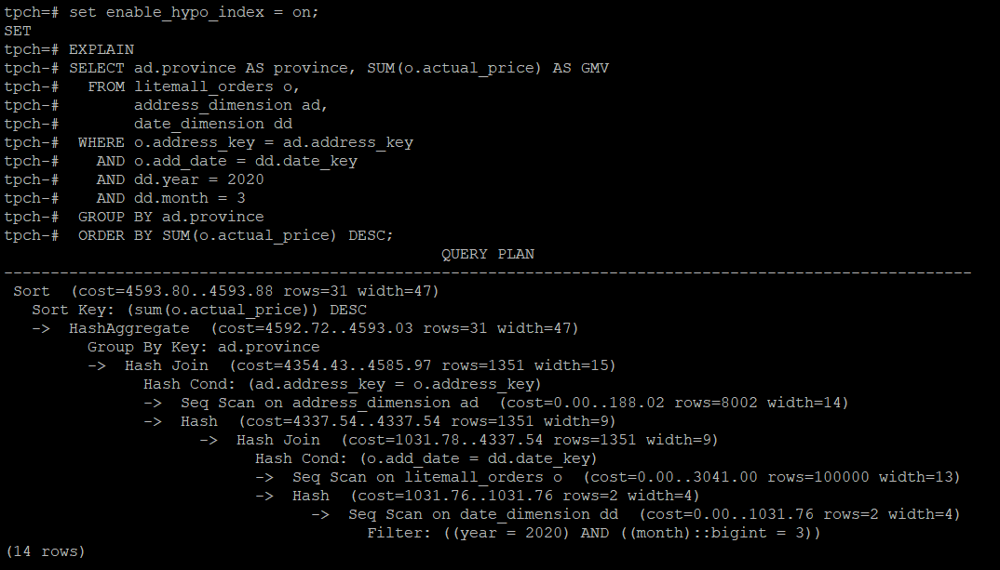 tpch=# set enable_hypo_index = on;
SET
tpch=# EXPLAIN
tpch-# SELECT ad.province AS province, SUM(o.actual_price) AS GMV
tpch-#   FROM litemall_orders o,
tpch-#        address_dimension ad,
tpch-#        date_dimension dd
tpch-#  WHERE o.address_key = ad.address_key
tpch-#    AND o.add_date = dd.date_key
tpch-#    AND dd.year = 2020
tpch-#    AND dd.month = 3
tpch-#  GROUP BY ad.province
tpch-#  ORDER BY SUM(o.actual_price) DESC;
                                               QUERY PLAN
--------------------------------------------------------------------------------------------------------
 Sort  (cost=4593.80..4593.88 rows=31 width=47)
   Sort Key: (sum(o.actual_price)) DESC
   ->  HashAggregate  (cost=4592.72..4593.03 rows=31 width=47)
         Group By Key: ad.province
         ->  Hash Join  (cost=4354.43..4585.97 rows=1351 width=15)
               Hash Cond: (ad.address_key = o.address_key)
               ->  Seq Scan on address_dimension ad  (cost=0.00..188.02 rows=8002 width=14)
               ->  Hash  (cost=4337.54..4337.54 rows=1351 width=9)
                     ->  Hash Join  (cost=1031.78..4337.54 rows=1351 width=9)
                           Hash Cond: (o.add_date = dd.date_key)
                           ->  Seq Scan on litemall_orders o  (cost=0.00..3041.00 rows=100000 width=13)
                           ->  Hash  (cost=1031.76..1031.76 rows=2 width=4)
                                 ->  Seq Scan on date_dimension dd  (cost=0.00..1031.76 rows=2 width=4)
                                       Filter: ((year = 2020) AND ((month)::bigint = 3))
(14 rows)